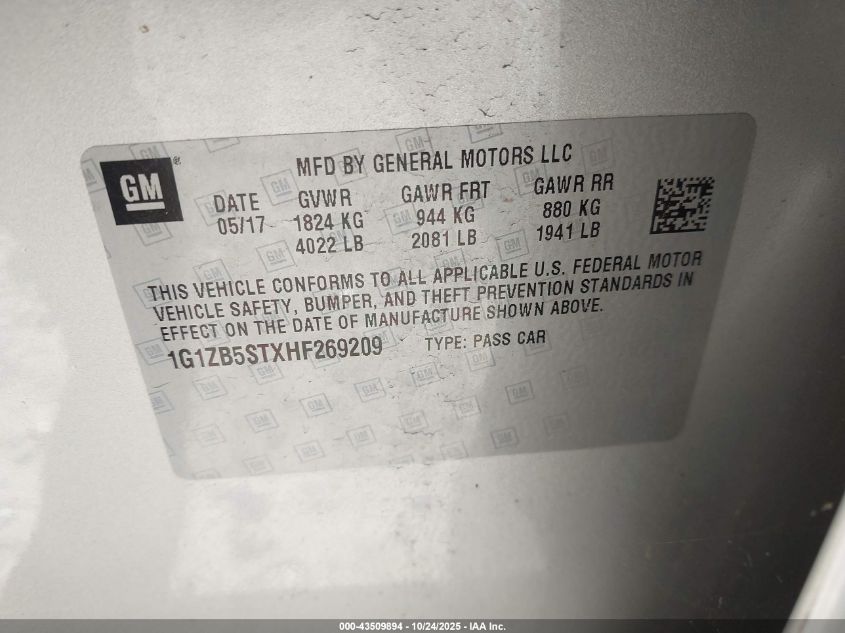 GM
MFD BY GENERAL MOTORS LLC
DATE GVWR GAWR FRT GAWR RR
05/17 1824 KG 944 KG 880 KG
4022 LB 2081 LB 1941 LB
THIS VEHICLE CONFORMS TO ALL APPLICABLE U.S. FEDERAL MOTOR
VEHICLE SAFETY, BUMPER, AND THEFT PREVENTION STANDARDS IN
EFFECT ON THE DATE OF MANUFACTURE SHOWN ABOVE.
1G1ZB5STXHF269209 TYPE: PASS CAR
000-43509894 - 10/24/2025 - IAA Inc.